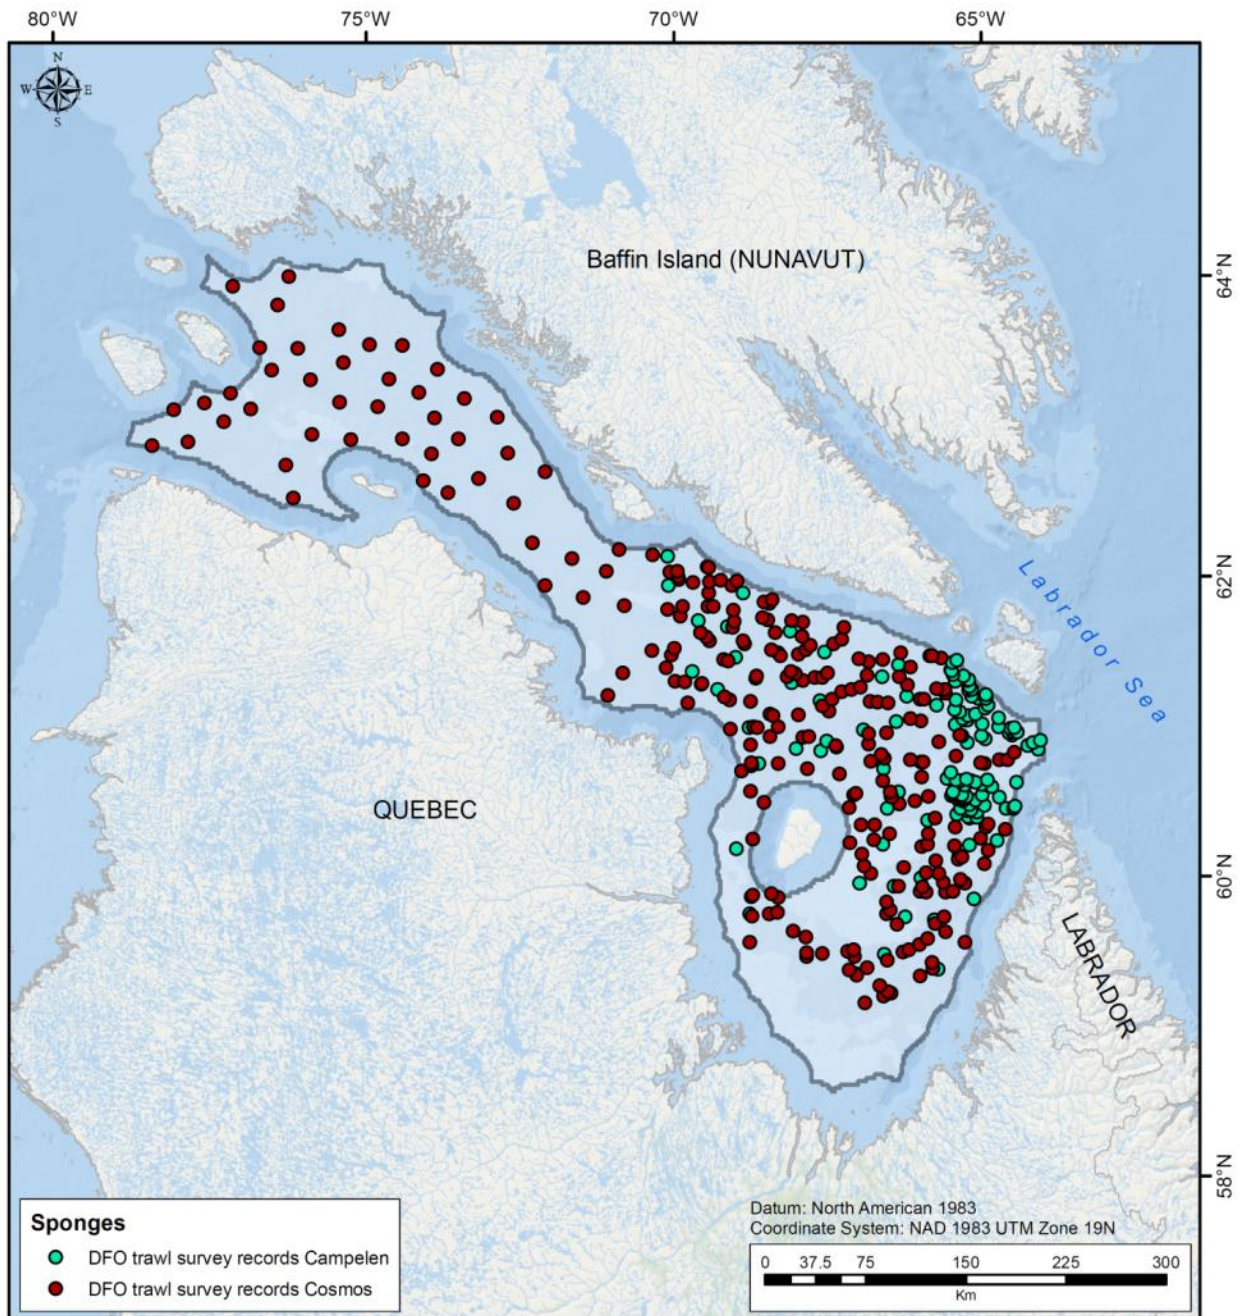 80°W 75°W 70°W 65°W
N
W E
S
Baffin Island (NUNAVUT)
64°N
62°N
Labrador Sea
QUEBEC
60°N
LABRADOR
58°N
Sponges
DFO trawl survey records Campelen
DFO trawl survey records Cosmos
Datum: North American 1983
Coordinate System: NAD 1983 UTM Zone 19N
0 37.5 75 150 225 300
Km